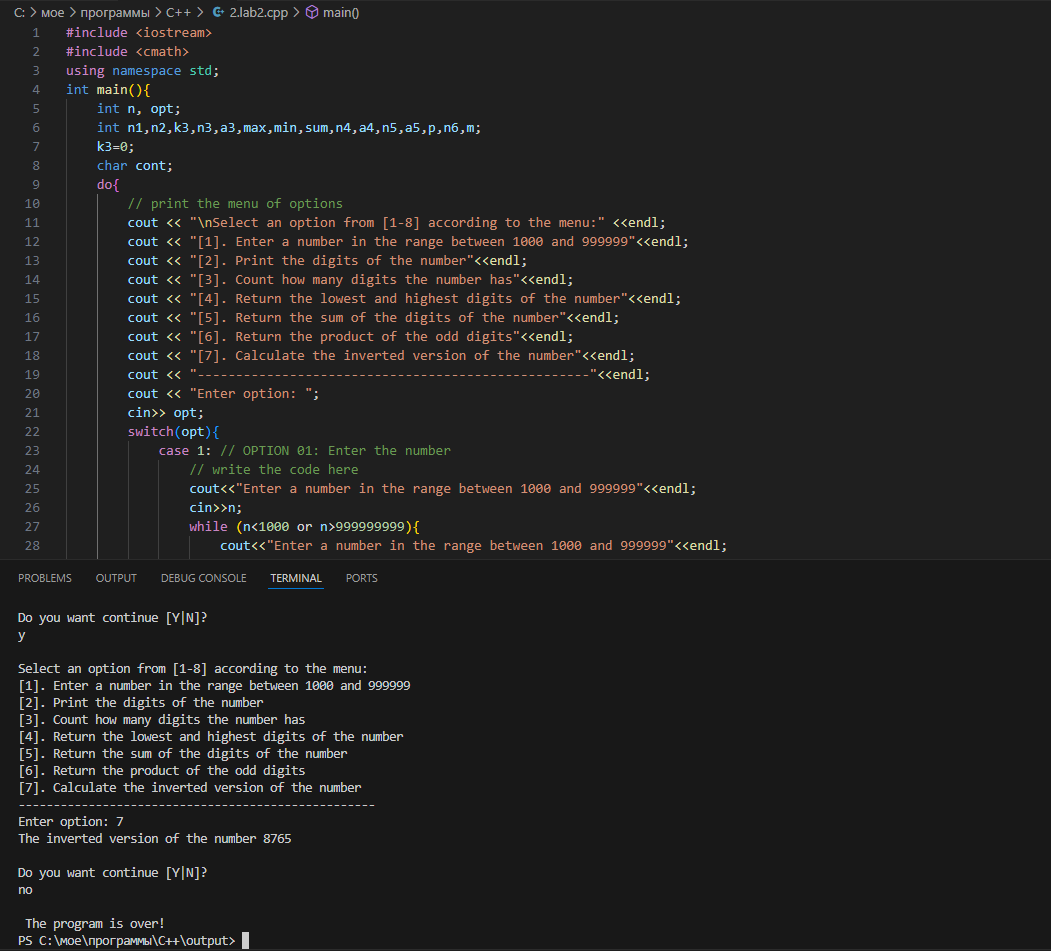 C: > мое > программы > C++ > 2.lab2.cpp > main()
1 #include <iostream>
2 #include <cmath>
3 using namespace std;
4 int main(){
5 int n, opt;
6 int n1,n2,k3,n3,a3,max,min,sum,n4,a4,n5,a5,p,n6,m;
7 k3=0;
8 char cont;
9 do{
10 // print the menu of options
11 cout << "\nSelect an option from [1-8] according to the menu:" <<endl;
12 cout << "[1]. Enter a number in the range between 1000 and 999999"<<endl;
13 cout << "[2]. Print the digits of the number"<<endl;
14 cout << "[3]. Count how many digits the number has"<<endl;
15 cout << "[4]. Return the lowest and highest digits of the number"<<endl;
16 cout << "[5]. Return the sum of the digits of the number"<<endl;
17 cout << "[6]. Return the product of the odd digits"<<endl;
18 cout << "[7]. Calculate the inverted version of the number"<<endl;
19 cout << "---------------------------------------------------"<<endl;
20 cout << "Enter option: ";
21 cin>> opt;
22 switch(opt){
23 case 1: // OPTION 01: Enter the number
24 // write the code here
25 cout<<"Enter a number in the range between 1000 and 999999"<<endl;
26 cin>>n;
27 while (n<1000 or n>999999999){
28 cout<<"Enter a number in the range between 1000 and 999999"<<endl;
PROBLEMS OUTPUT DEBUG CONSOLE TERMINAL PORTS
Do you want continue [Y|N]?
y
Select an option from [1-8] according to the menu:
[1]. Enter a number in the range between 1000 and 999999
[2]. Print the digits of the number
[3]. Count how many digits the number has
[4]. Return the lowest and highest digits of the number
[5]. Return the sum of the digits of the number
[6]. Return the product of the odd digits
[7]. Calculate the inverted version of the number
---------------------------------------------------
Enter option: 7
The inverted version of the number 8765
Do you want continue [Y|N]?
no
The program is over!
PS C:\мое\программы\C++\output>